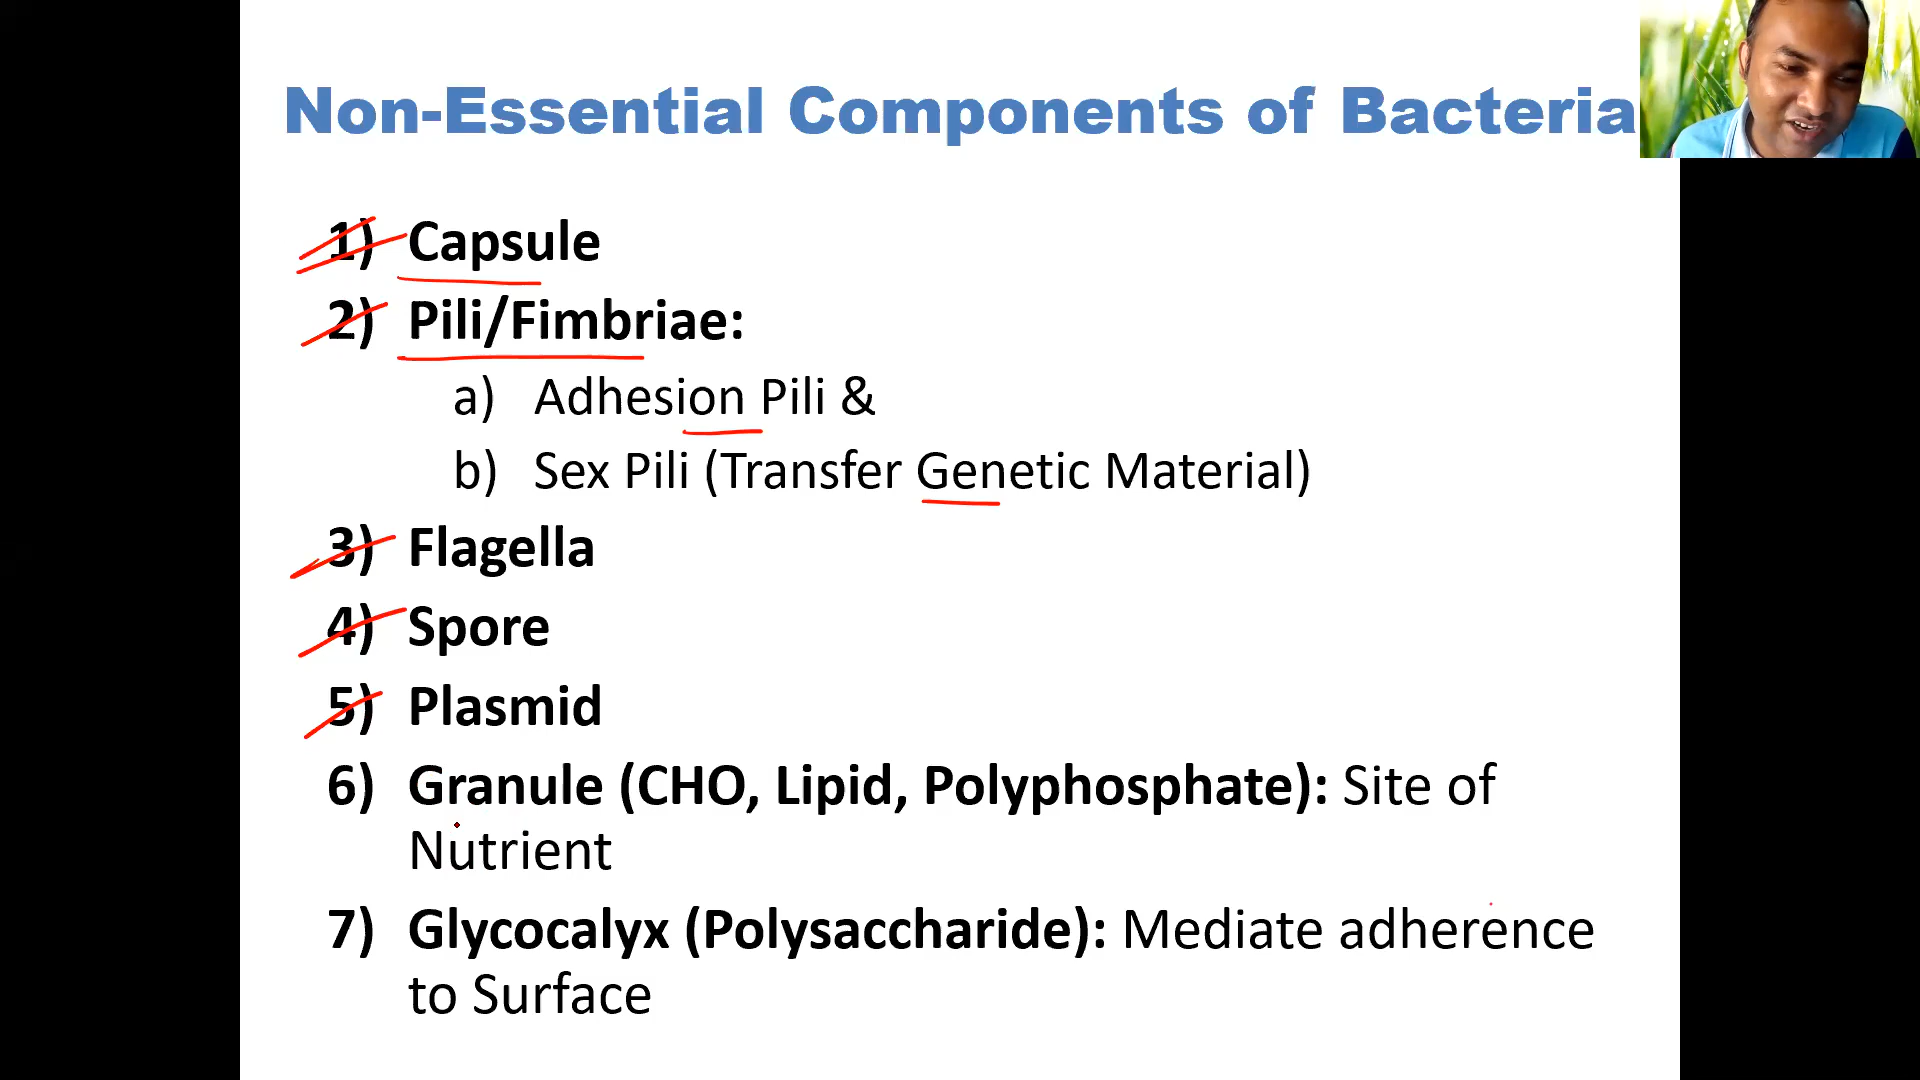 Non-Essential Components of Bacteria
1) Capsule
2) Pili/Fimbriae:
a) Adhesion Pili &
b) Sex Pili (Transfer Genetic Material)
3) Flagella
4) Spore
5) Plasmid
6) Granule (CHO, Lipid, Polyphosphate): Site of
Nutrient
7) Glycocalyx (Polysaccharide): Mediate adherence
to Surface